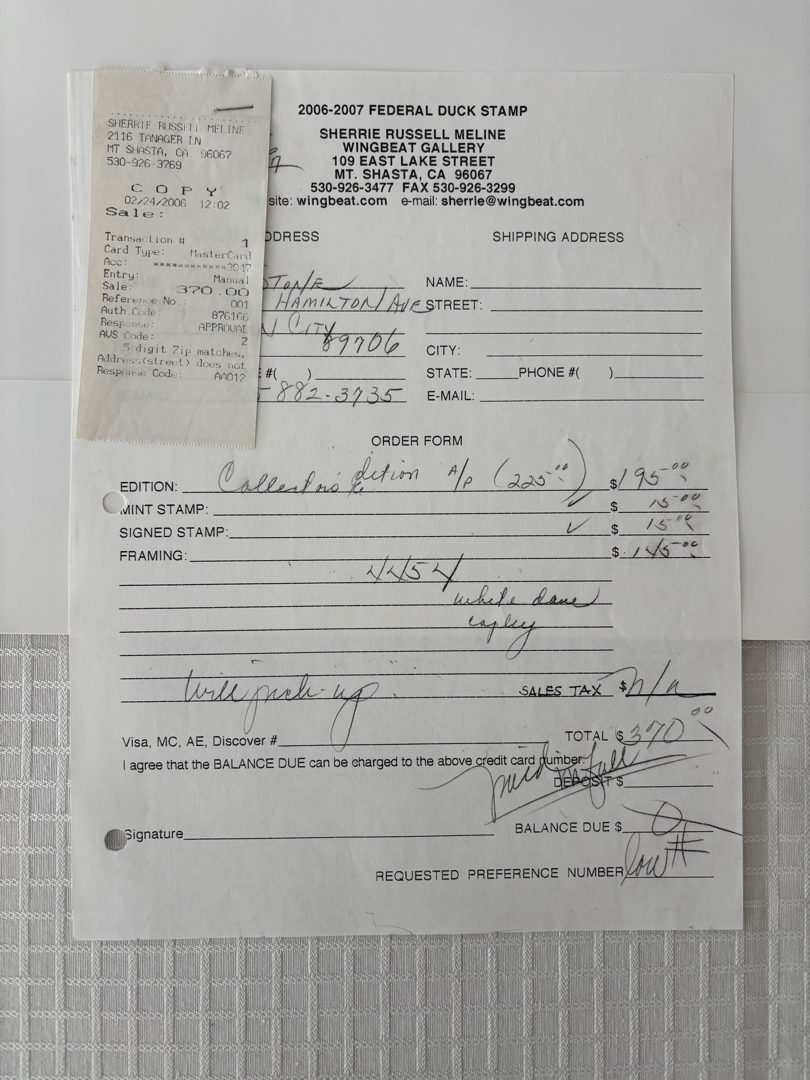 SHERRIE RUSSELL MELINE
2116 TANAGER LN
MT SHASTA, CA 96067
530-926-3769
COPY
02/24/2006 12:02
Sale:
Transaction # 1
Card Type: MasterCard
Acc: ************3047
Entry: Manual
Sale: 370.00
Reference No.: 001
Auth.Code: 876166
Response: APPROVAL
AVS Code: Z
5 digit Zip matches,
Address(street) does not
Response Code: AA012
2006-2007 FEDERAL DUCK STAMP
SHERRIE RUSSELL MELINE
WINGBEAT GALLERY
109 EAST LAKE STREET
MT. SHASTA, CA 96067
530-926-3477 FAX 530-926-3299
site: wingbeat.com e-mail: sherrie@wingbeat.com
DDRESS
HAMILTON AVE
CITY
89706
#( )
882-3735
SHIPPING ADDRESS
NAME:
STREET:
CITY:
STATE: PHONE #( )
E-MAIL:
ORDER FORM
EDITION: Collector's Edition A/P (225.00) $195.00
MINT STAMP: ✓ $ 15.00
SIGNED STAMP: ✓ $ 15.00
FRAMING: $ 145.00
4454
white dove
Will pick-up. SALES TAX $ n/a
Visa, MC, AE, Discover # TOTAL $ 370.00
I agree that the BALANCE DUE can be charged to the above credit card number.
paid in full
DEPOSIT $
Signature BALANCE DUE $ 0
REQUESTED PREFERENCE NUMBER low #